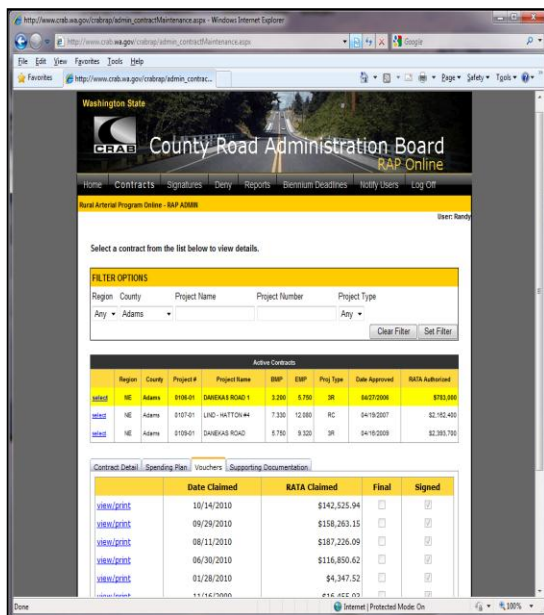 http://www.crab.wa.gov/crabrap/admin_contractMaintenance.aspx - Windows Internet Explorer
http://www.crab.wa.gov/crabrap/admin_contractMaintenance.aspx
Google
File Edit View Favorites Tools Help
Favorites http://www.crab.wa.gov/crabrap/admin_contrac... Page Safety Tools
Washington State
CRAB County Road Administration Board
RAP Online
Home Contracts Signatures Deny Reports Biennium Deadlines Notify Users Log Off
Rural Arterial Program Online - RAP ADMIN
User: Randy
Select a contract from the list below to view details.
FILTER OPTIONS
Region County Project Name Project Number Project Type
Any Adams Any
Clear Filter Set Filter
Active Contracts
Region County Project # Project Name BMP EMP Proj Type Date Approved RATA Authorized
select NE Adams 0106-01 DANEKAS ROAD 1 3.200 5.750 3R 04/27/2006 $783,000
select NE Adams 0107-01 LIND - HATTON #4 7.330 12.080 RC 04/19/2007 $2,162,400
select NE Adams 0109-01 DANEKAS ROAD 5.750 9.320 3R 04/16/2009 $2,393,700
Contract Detail Spending Plan Vouchers Supporting Documentation
Date Claimed RATA Claimed Final Signed
view/print 10/14/2010 $142,525.94
view/print 09/29/2010 $158,263.15
view/print 08/11/2010 $187,226.09
view/print 06/30/2010 $116,850.62
view/print 01/28/2010 $4,347.52
Done Internet | Protected Mode: On 100%